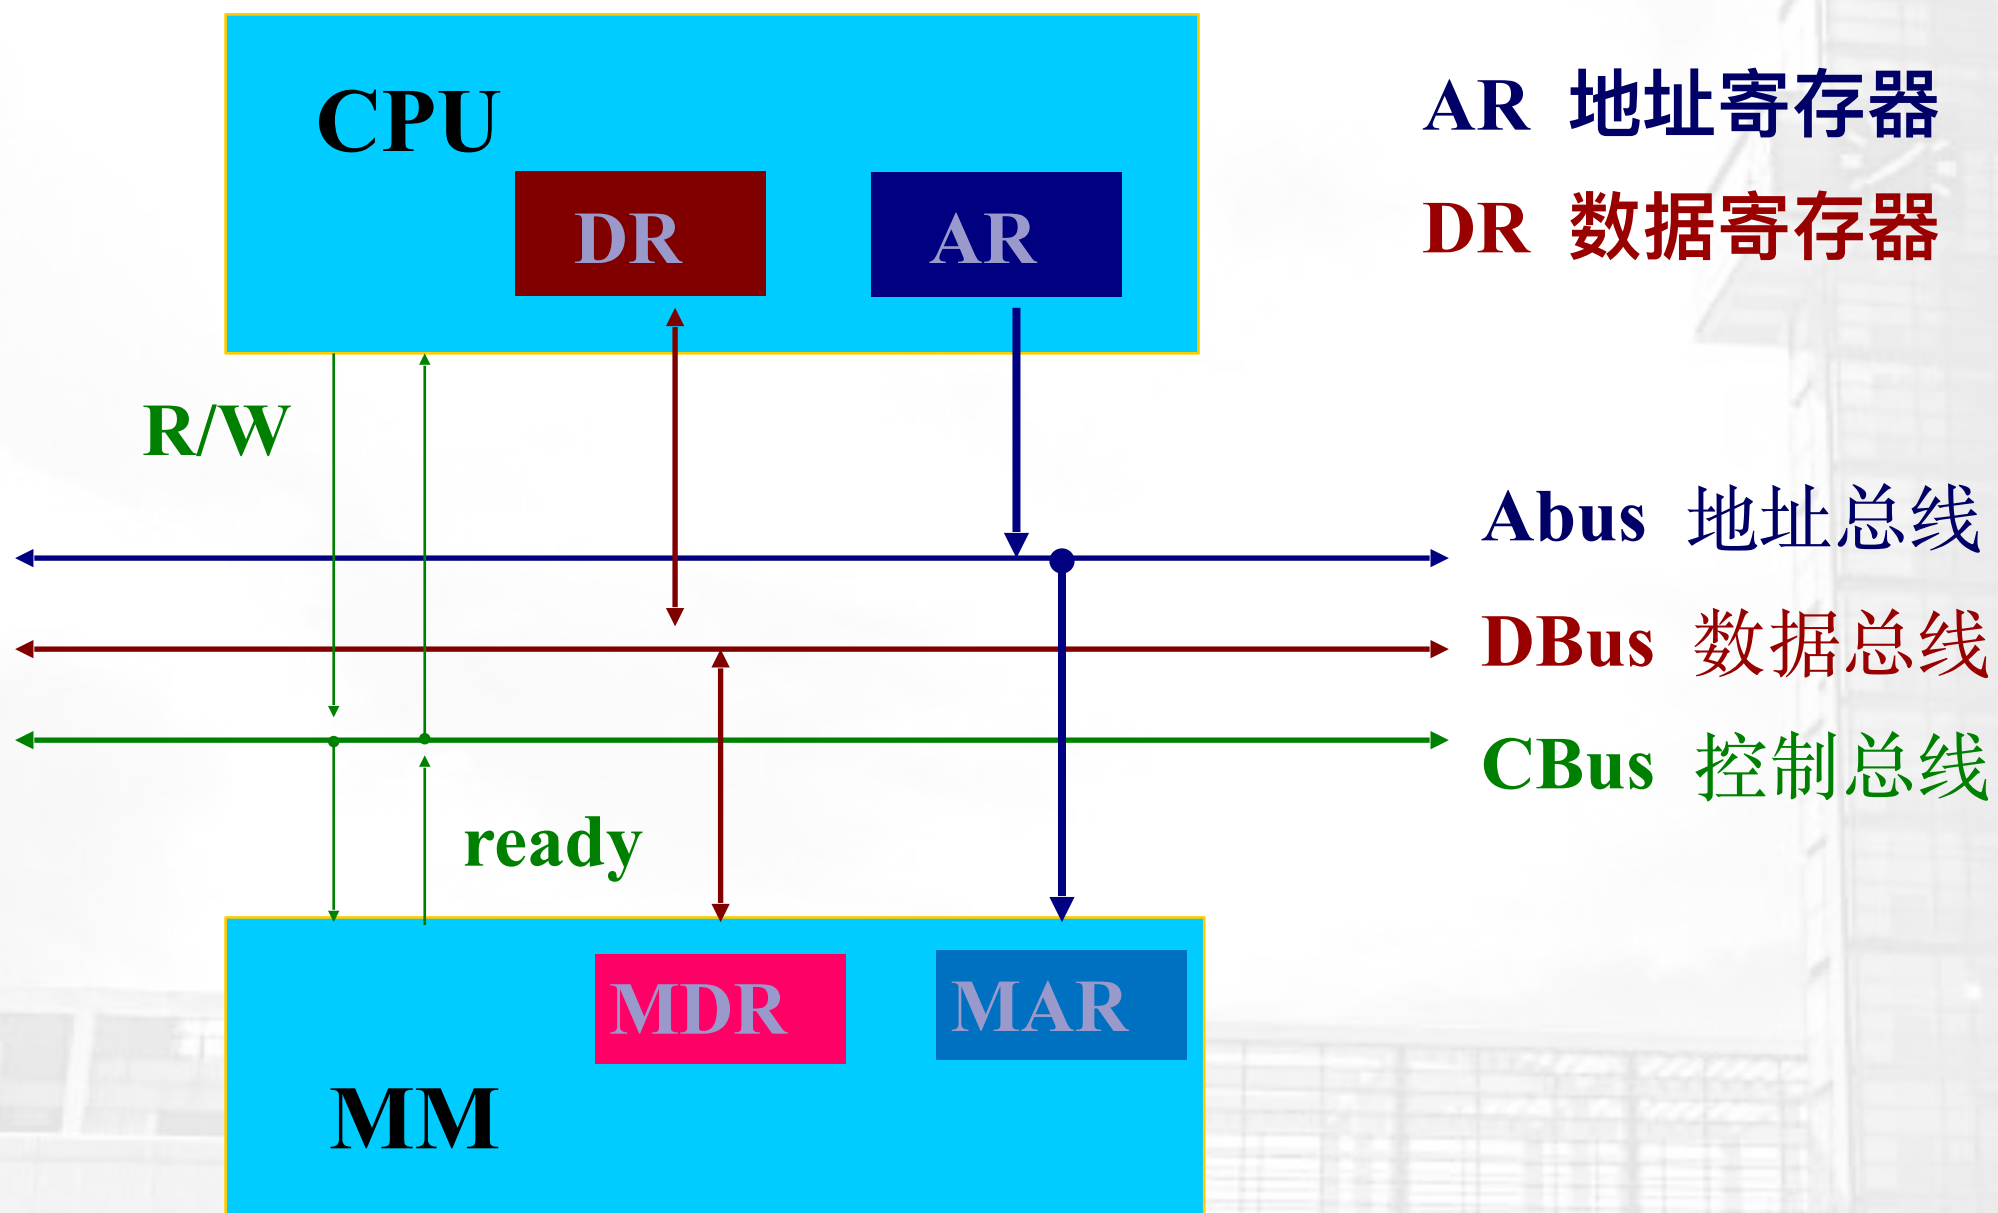 CPU
DR
AR
AR 地址寄存器
DR 数据寄存器
R/W
Abus 地址总线
DBus 数据总线
CBus 控制总线
ready
MDR
MAR
MM